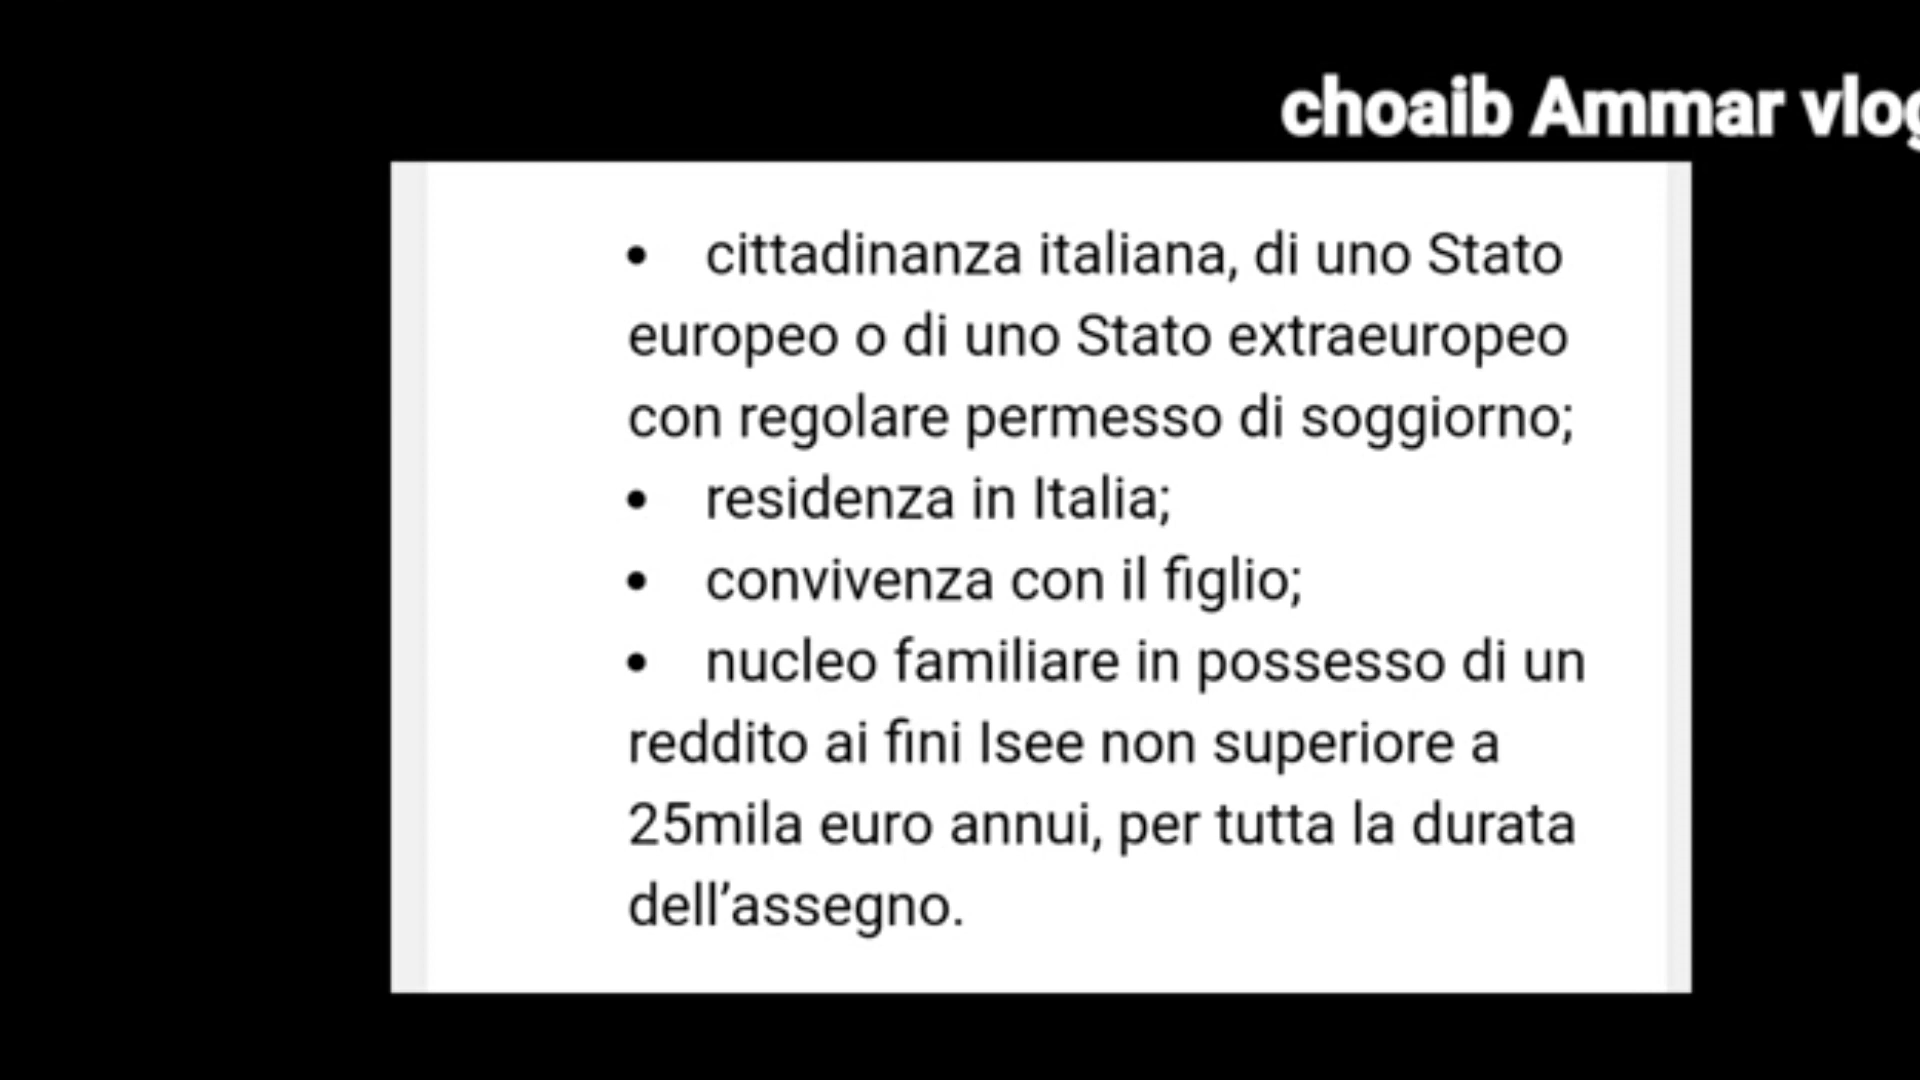 choaib Ammar vlog
• cittadinanza italiana, di uno Stato
europeo o di uno Stato extraeuropeo
con regolare permesso di soggiorno;
• residenza in Italia;
• convivenza con il figlio;
• nucleo familiare in possesso di un
reddito ai fini Isee non superiore a
25mila euro annui, per tutta la durata
dell’assegno.